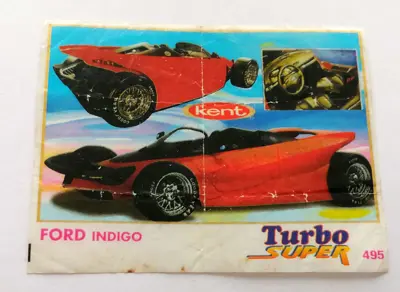 kent
FORD INDIGO
Turbo
SUPER
495